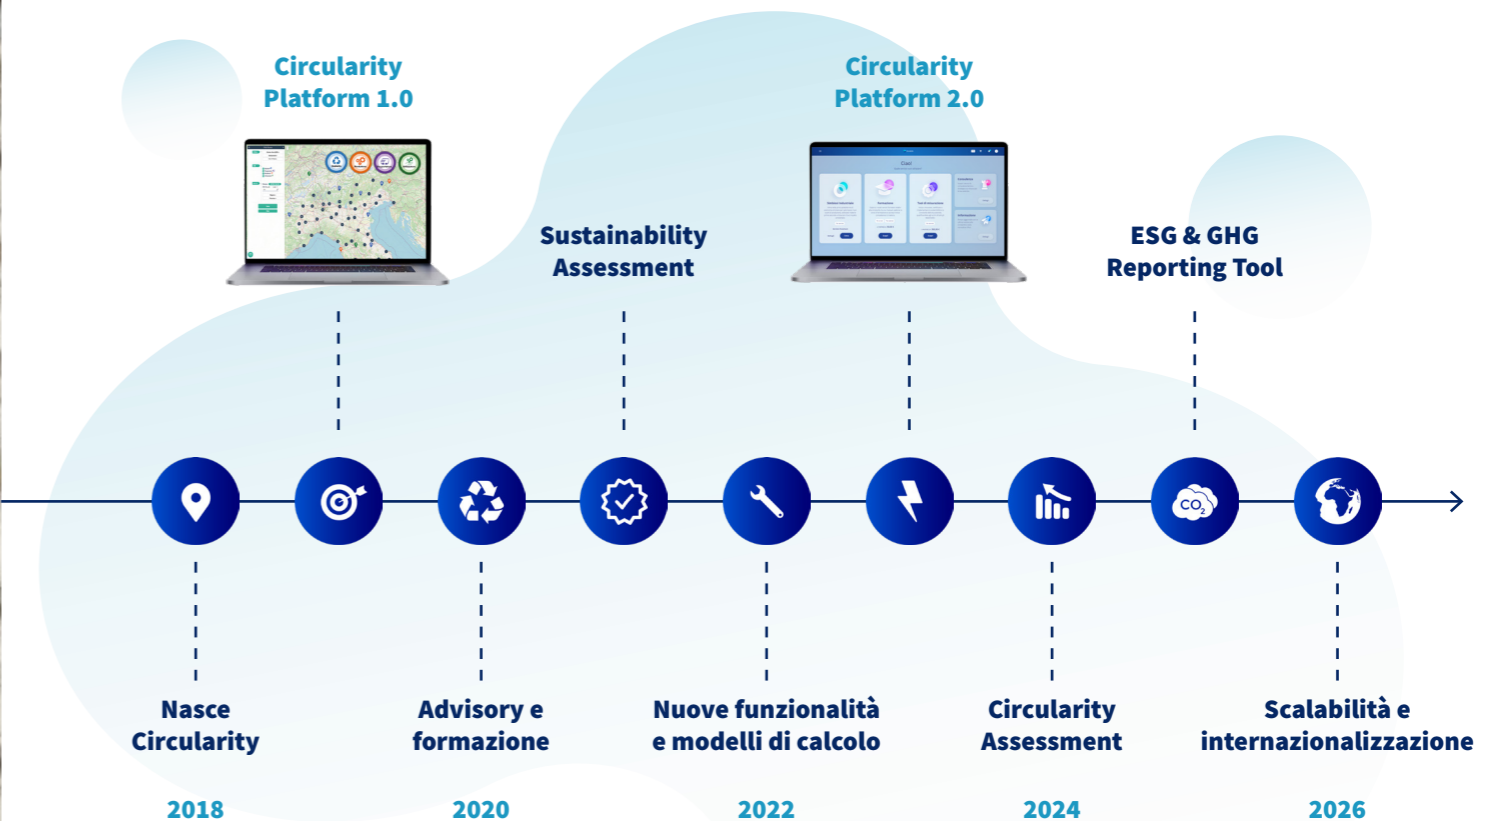 Circularity
Platform 1.0
Circularity
Platform 2.0
Sustainability
Assessment
ESG & GHG
Reporting Tool
CO2
Nasce
Circularity
Advisory e
formazione
Nuove funzionalità
e modelli di calcolo
Circularity
Assessment
Scalabilità e
internazionalizzazione
2018
2020
2022
2024
2026